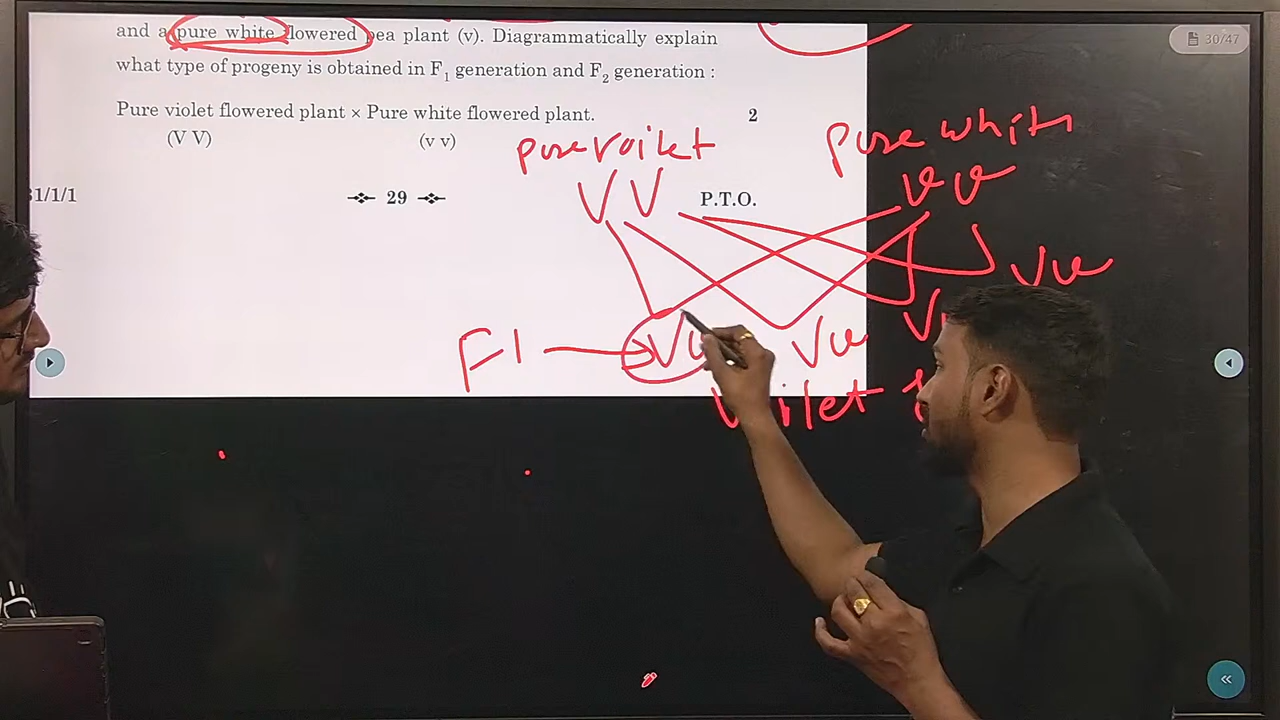 and a pure white flowered pea plant (v). Diagrammatically explain
what type of progeny is obtained in F1 generation and F2 generation :
Pure violet flowered plant × Pure white flowered plant.
2
(V V)
(v v)
31/1/1
29
P.T.O.
30/47
pure voilet
pure white
V V
v v
Vv
F1
Vv
Vv